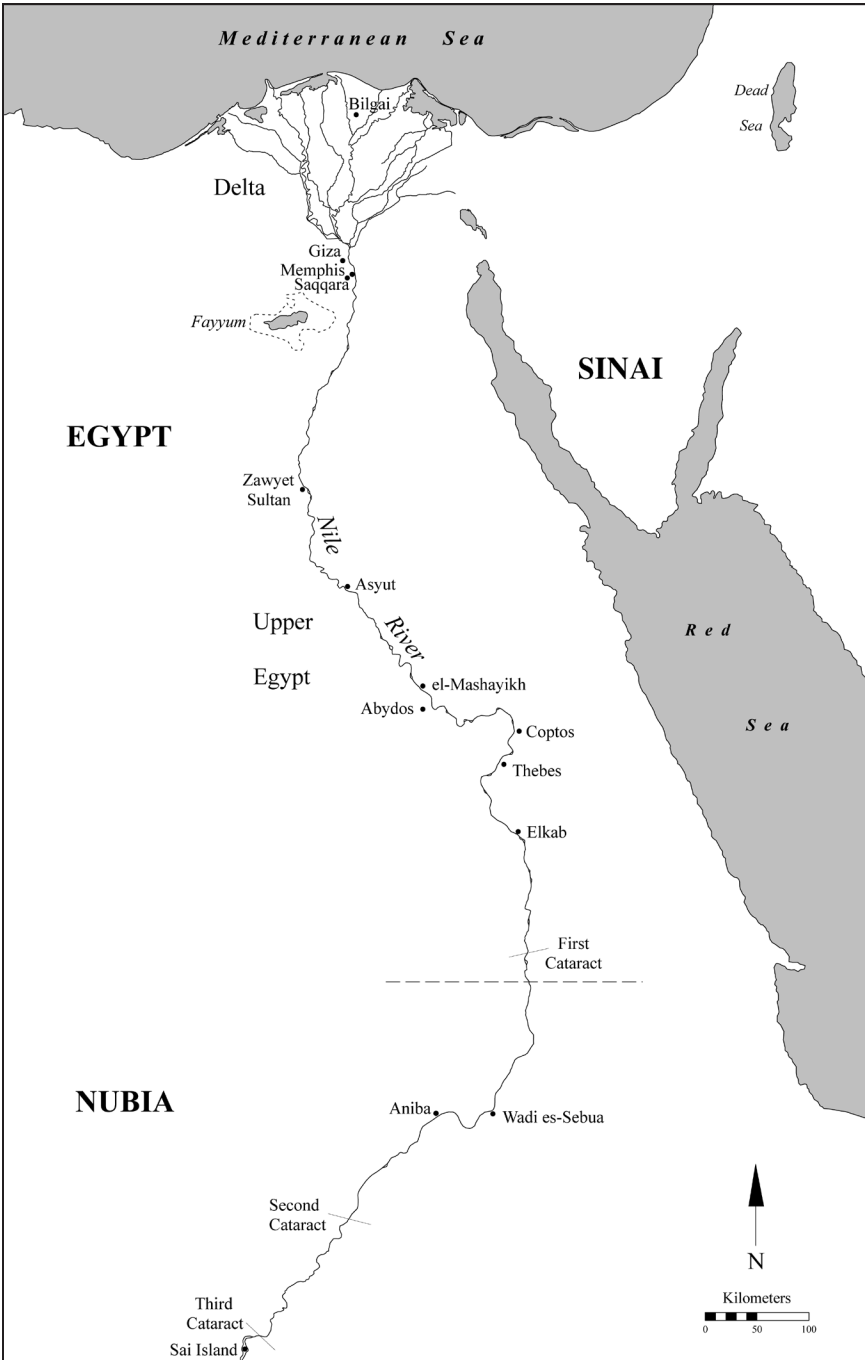 Mediterranean Sea
Dead
Sea
Bilgai
Delta
Giza
Memphis
Saqqara
Fayyum
SINAI
EGYPT
Zawyet
Sultan
Nile
Asyut
River
Upper
Egypt
Red
Sea
el-Mashayikh
Abydos
Coptos
Thebes
Elkab
First
Cataract
NUBIA
Aniba
Wadi es-Sebua
Second
Cataract
N
Kilometers
0 50 100
Third
Cataract
Sai Island